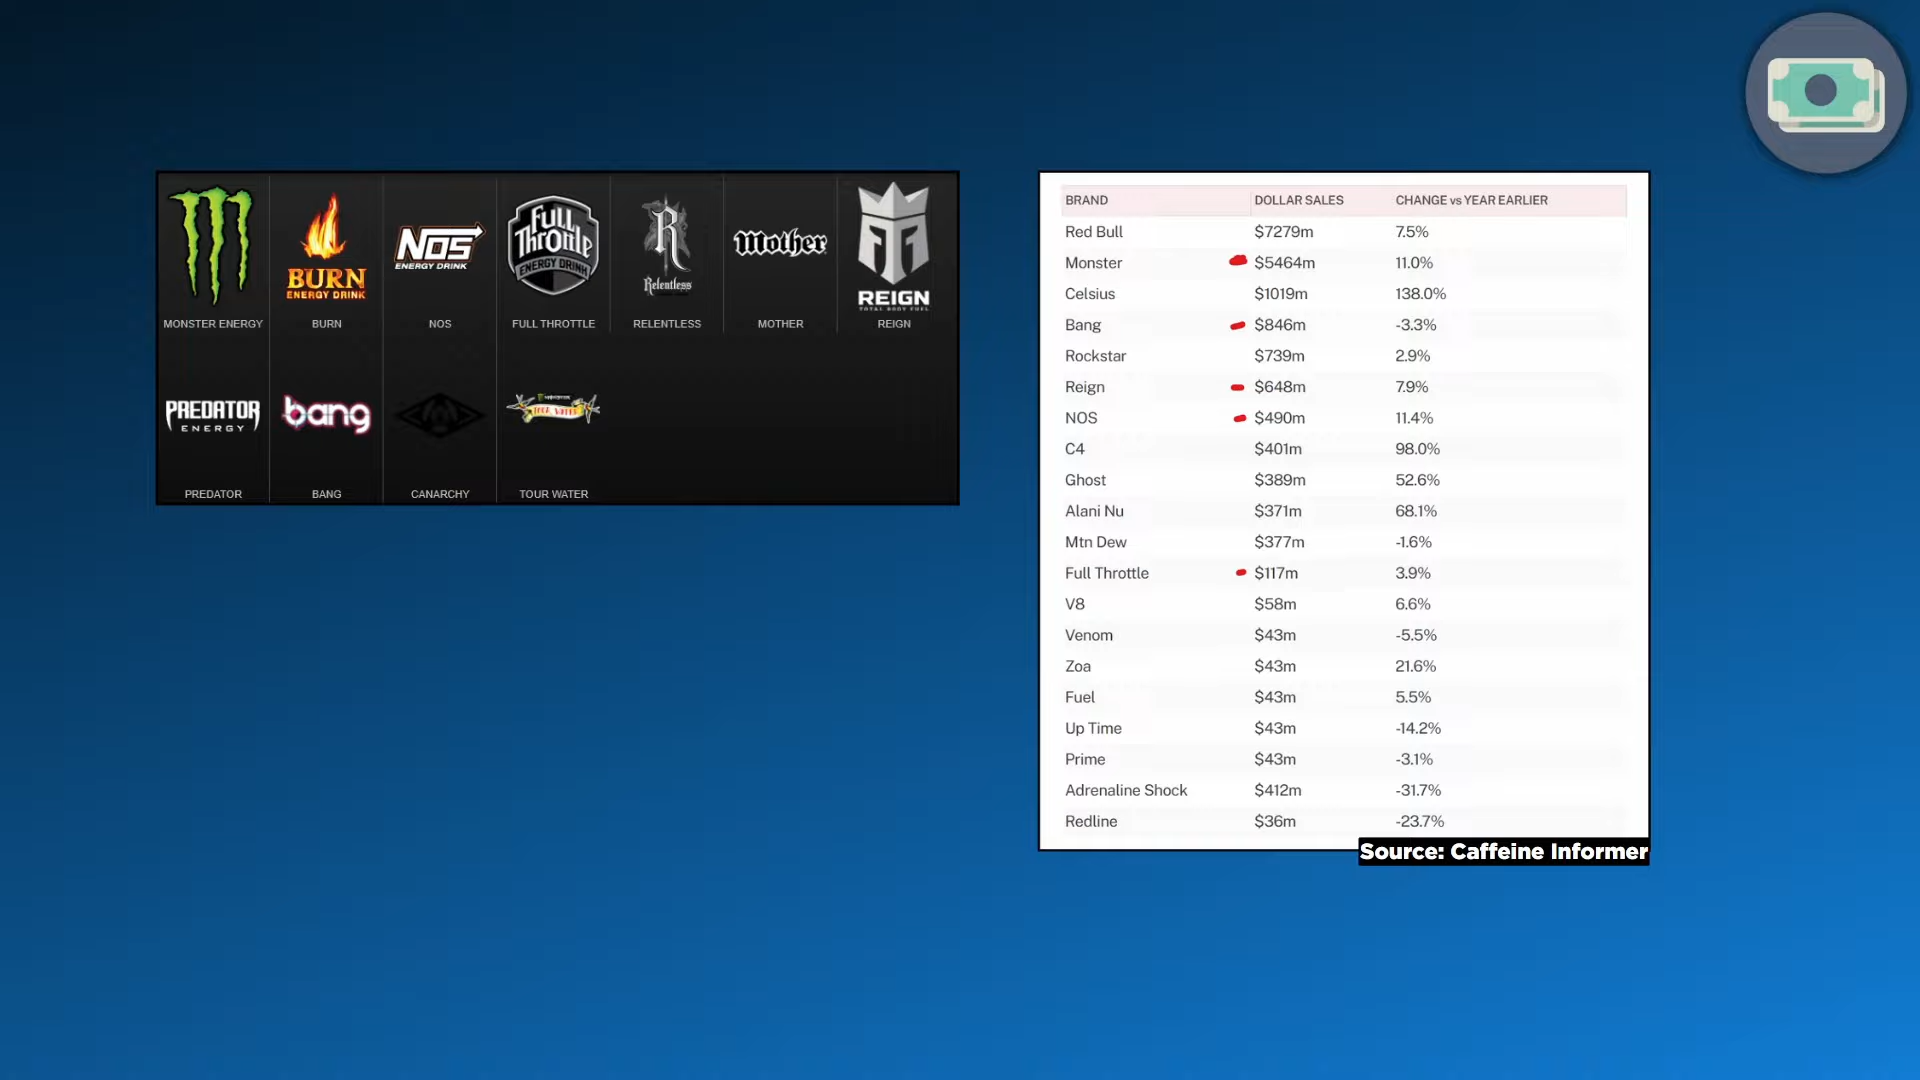 BURN
ENERGY DRINK
NOS
ENERGY DRINK
FULL THROTTLE
ENERGY DRINK
R
Relentless
Mother
REIGN
TOTAL BODY FUEL
MONSTER ENERGY
BURN
NOS
FULL THROTTLE
RELENTLESS
MOTHER
REIGN
PREDATOR
ENERGY
bang
TOUR WATER
PREDATOR
BANG
CANARCHY
TOUR WATER
BRAND DOLLAR SALES CHANGE vs YEAR EARLIER
Red Bull $7279m 7.5%
Monster $5464m 11.0%
Celsius $1019m 138.0%
Bang $846m -3.3%
Rockstar $739m 2.9%
Reign $648m 7.9%
NOS $490m 11.4%
C4 $401m 98.0%
Ghost $389m 52.6%
Alani Nu $371m 68.1%
Mtn Dew $377m -1.6%
Full Throttle $117m 3.9%
V8 $58m 6.6%
Venom $43m -5.5%
Zoa $43m 21.6%
Fuel $43m 5.5%
Up Time $43m -14.2%
Prime $43m -3.1%
Adrenaline Shock $412m -31.7%
Redline $36m -23.7%
Source: Caffeine Informer